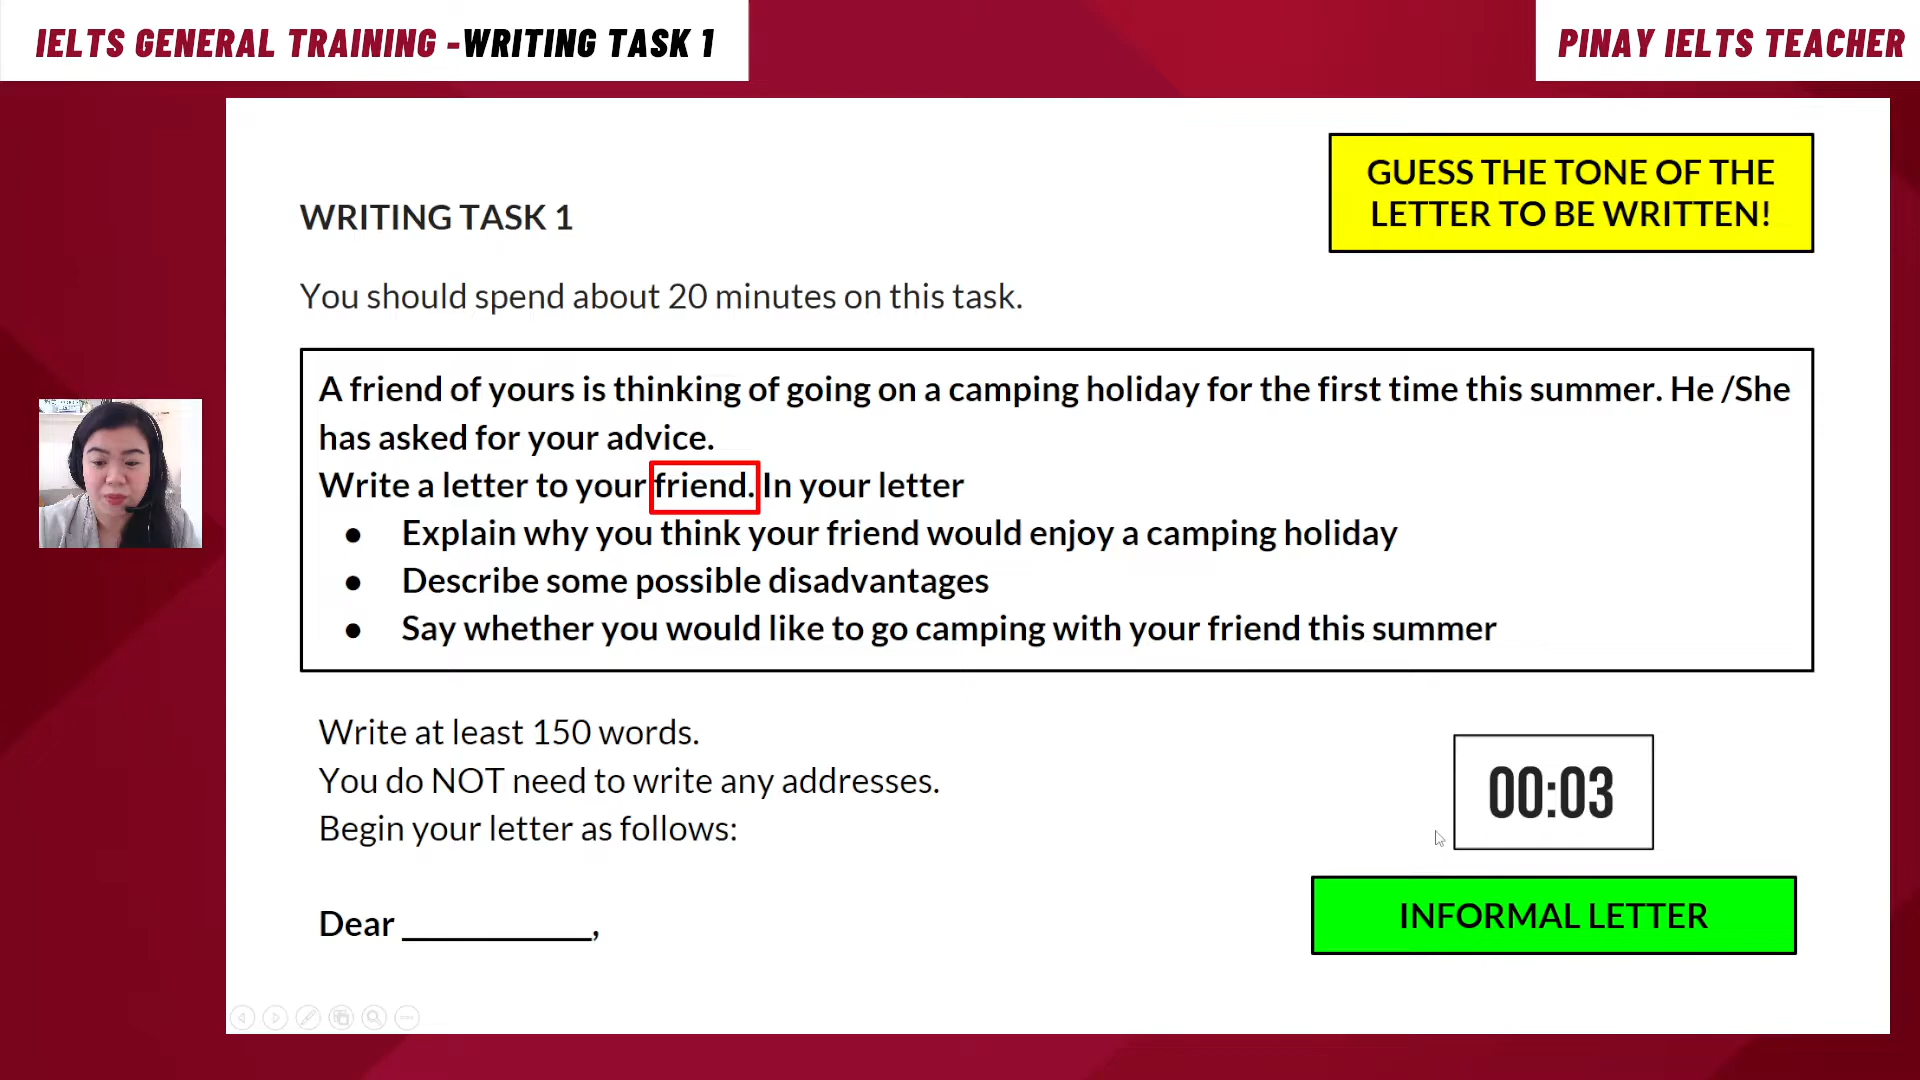 IELTS GENERAL TRAINING -WRITING TASK 1
PINAY IELTS TEACHER
GUESS THE TONE OF THE
LETTER TO BE WRITTEN!
WRITING TASK 1
You should spend about 20 minutes on this task.
A friend of yours is thinking of going on a camping holiday for the first time this summer. He /She
has asked for your advice.
Write a letter to your friend. In your letter
● Explain why you think your friend would enjoy a camping holiday
● Describe some possible disadvantages
● Say whether you would like to go camping with your friend this summer
Write at least 150 words.
You do NOT need to write any addresses.
Begin your letter as follows:
00:03
Dear ___________,
INFORMAL LETTER